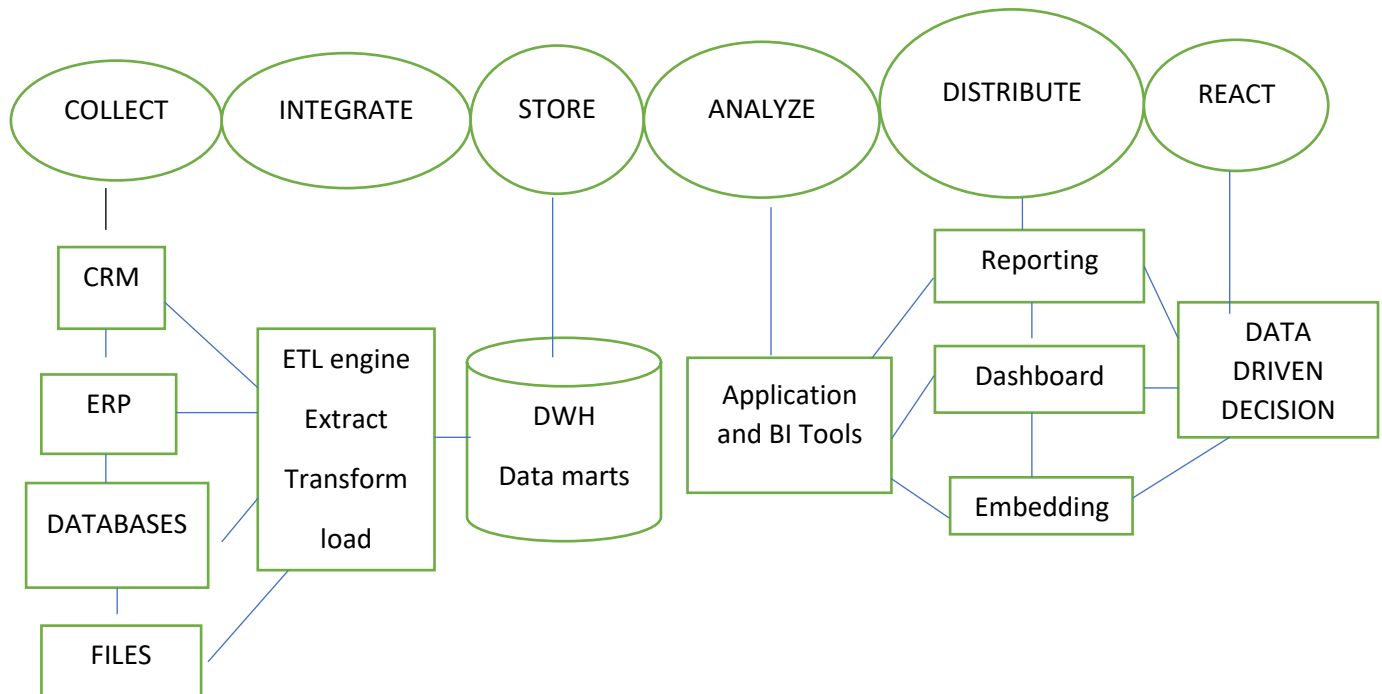 COLLECT
INTEGRATE
STORE
ANALYZE
DISTRIBUTE
REACT
CRM
ERP
DATABASES
FILES
ETL engine
Extract
Transform
load
DWH
Data marts
Application
and BI Tools
Reporting
Dashboard
Embedding
DATA
DRIVEN
DECISION